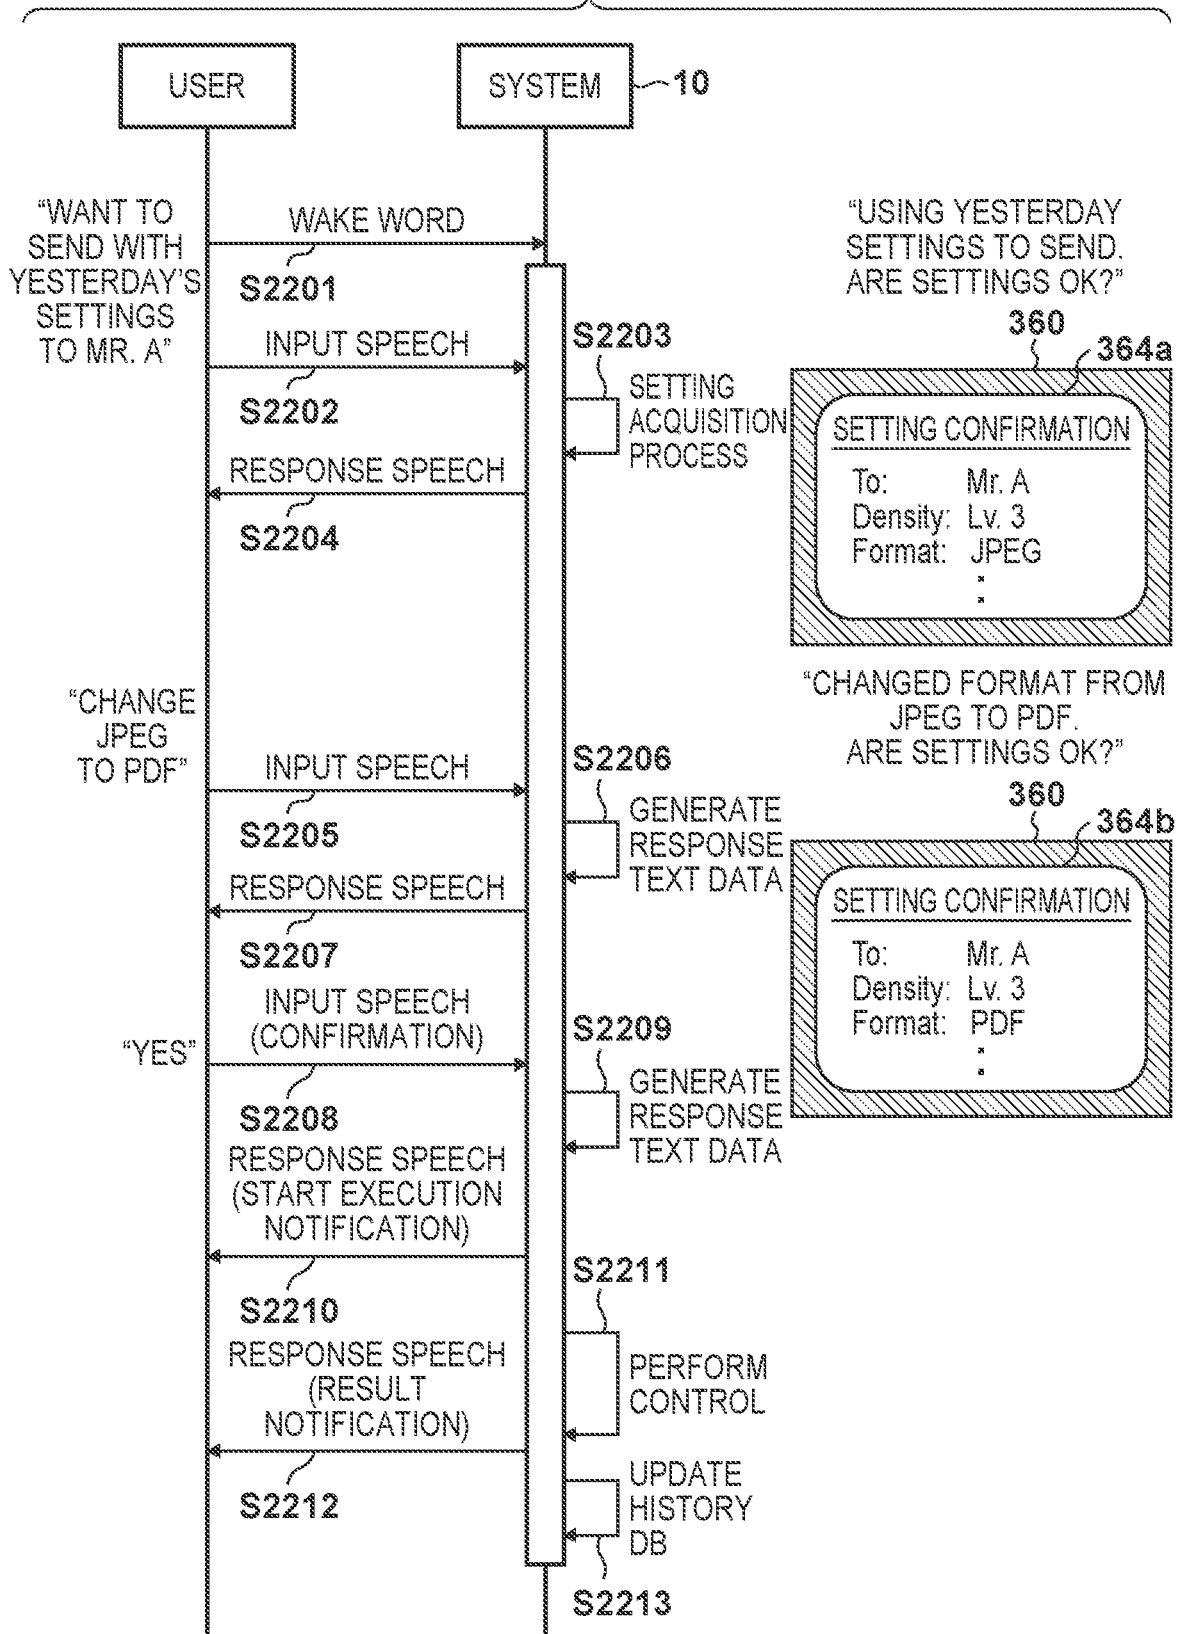 USER
SYSTEM
10
"WANT TO
SEND WITH
YESTERDAY'S
SETTINGS
TO MR. A"
WAKE WORD
S2201
INPUT SPEECH
S2202
S2203
SETTING
ACQUISITION
PROCESS
RESPONSE SPEECH
S2204
"USING YESTERDAY
SETTINGS TO SEND.
ARE SETTINGS OK?"
360
364a
SETTING CONFIRMATION
To: Mr. A
Density: Lv. 3
Format: JPEG
"CHANGE
JPEG
TO PDF"
INPUT SPEECH
S2205
S2206
GENERATE
RESPONSE
TEXT DATA
RESPONSE SPEECH
S2207
"CHANGED FORMAT FROM
JPEG TO PDF.
ARE SETTINGS OK?"
360
364b
SETTING CONFIRMATION
To: Mr. A
Density: Lv. 3
Format: PDF
INPUT SPEECH
(CONFIRMATION)
"YES"
S2208
S2209
GENERATE
RESPONSE
TEXT DATA
RESPONSE SPEECH
(START EXECUTION
NOTIFICATION)
S2210
S2211
PERFORM
CONTROL
RESPONSE SPEECH
(RESULT
NOTIFICATION)
S2212
UPDATE
HISTORY
DB
S2213